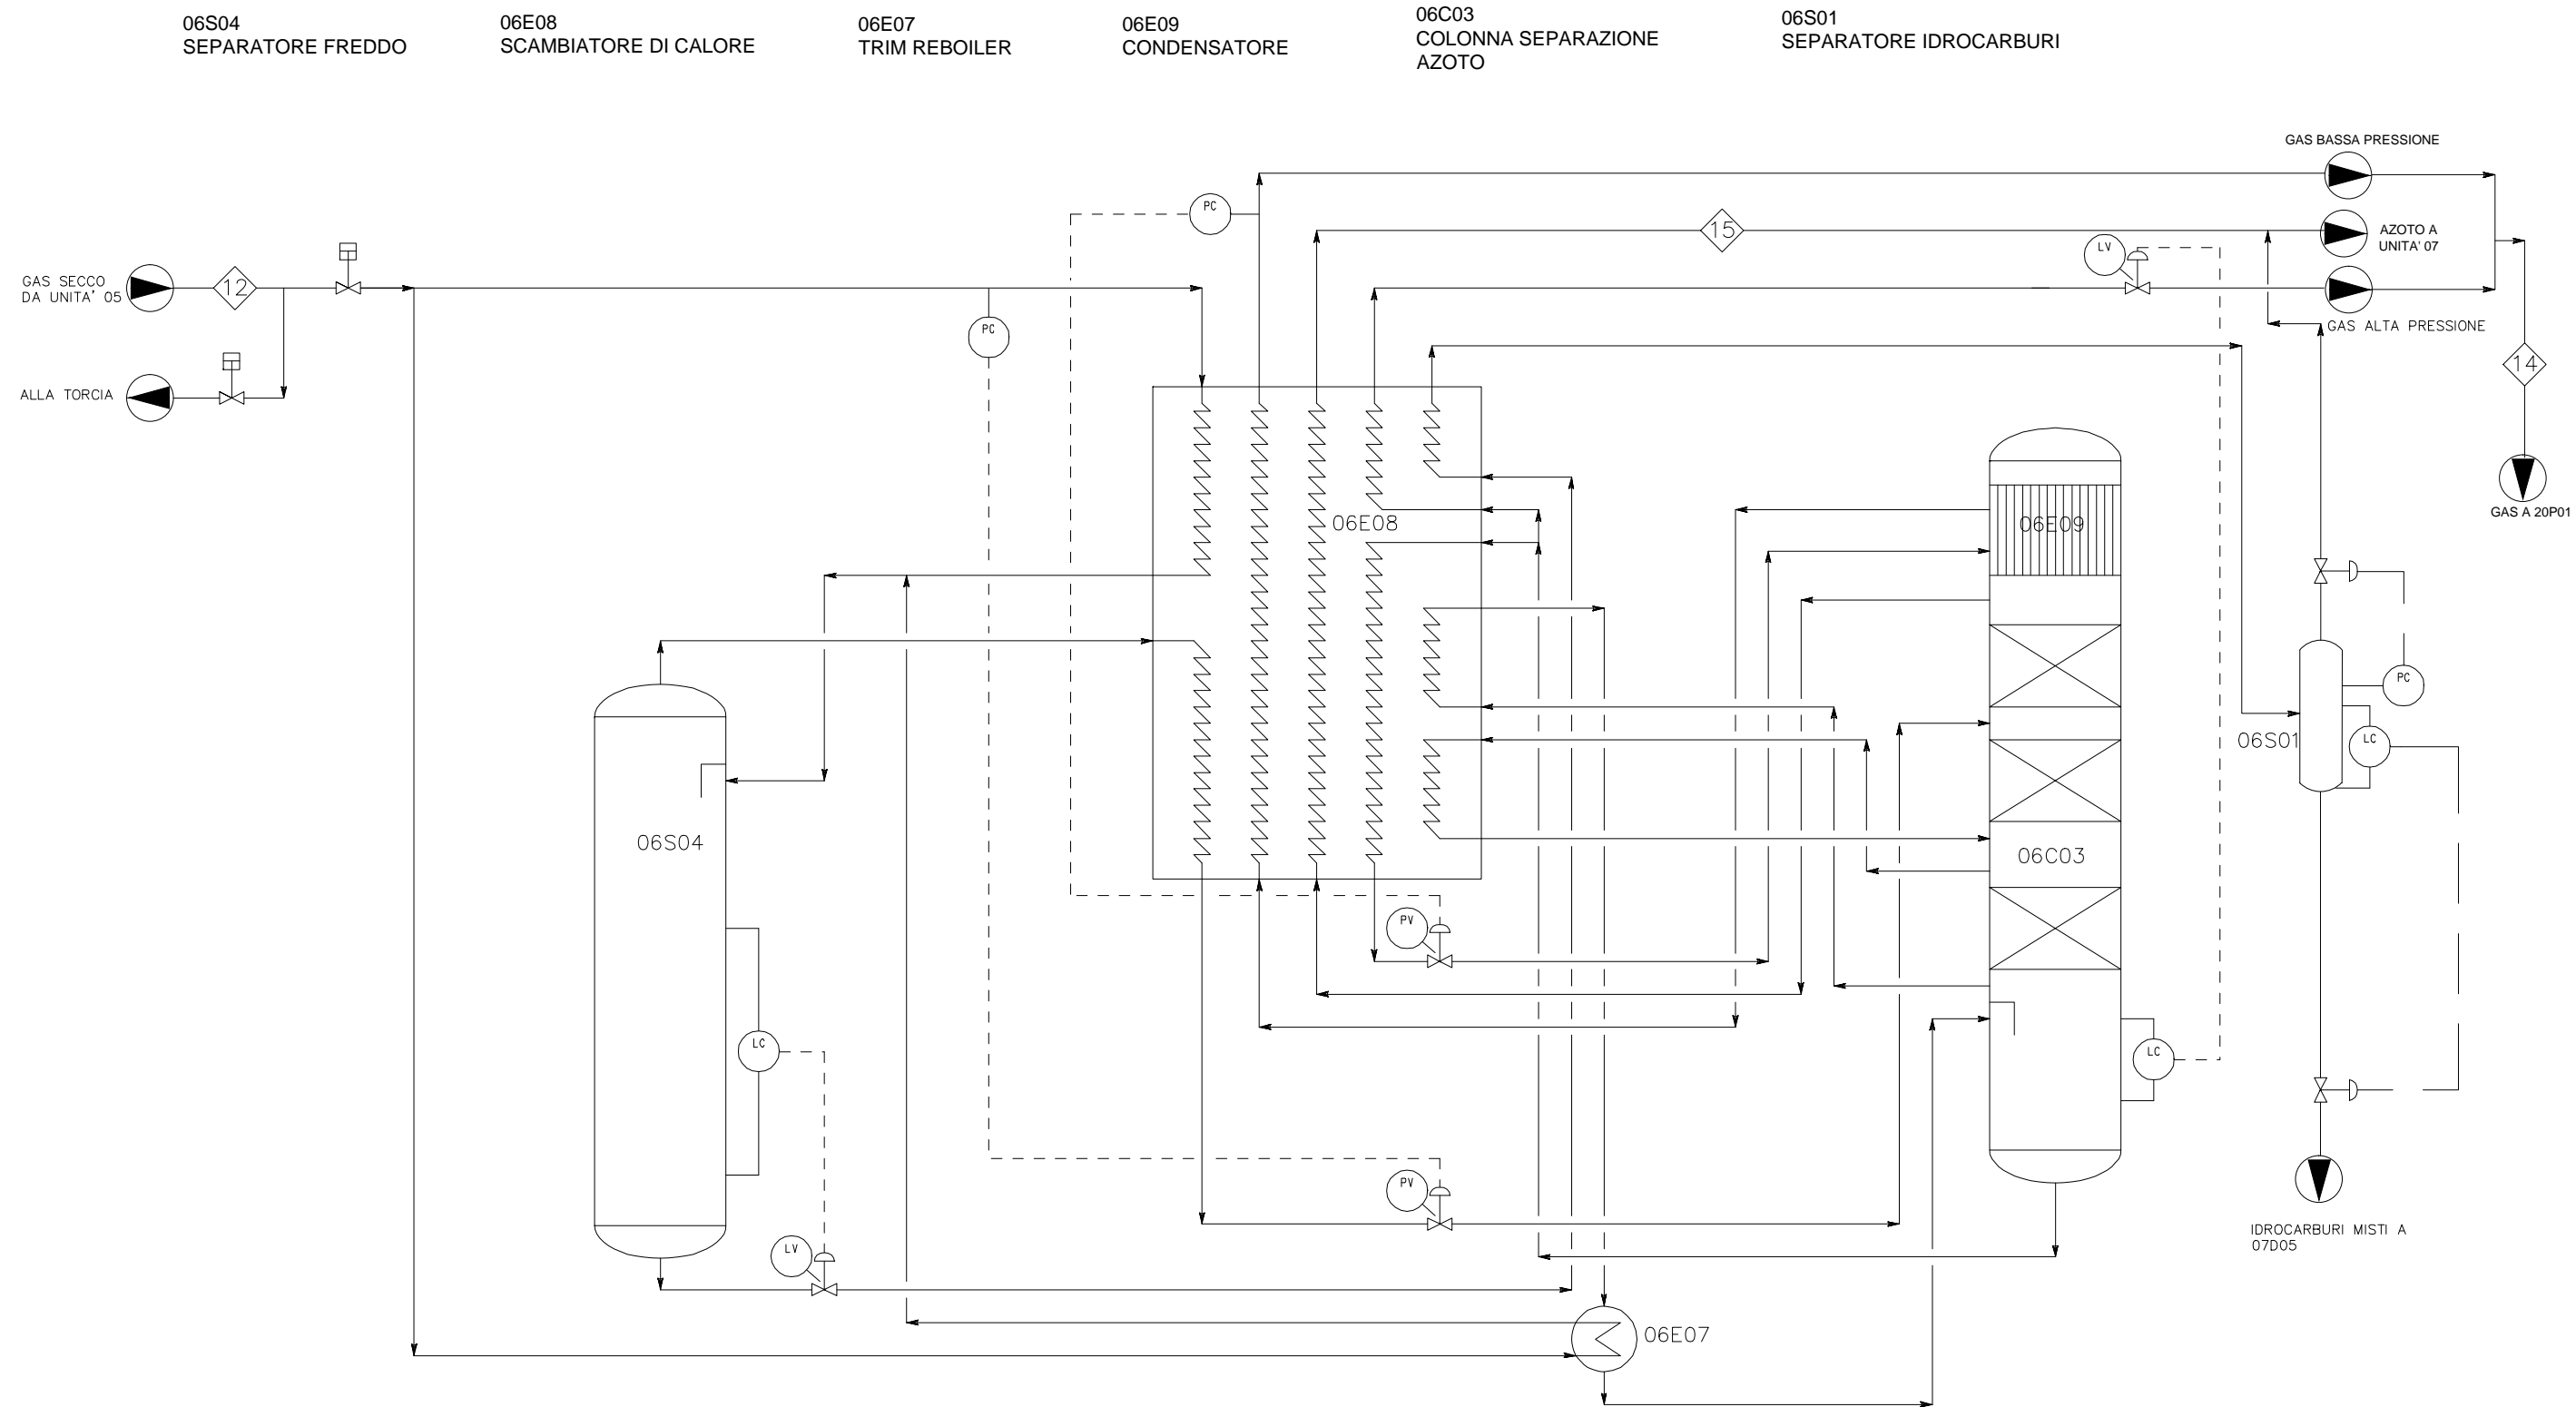 06S04
SEPARATORE FREDDO
06E08
SCAMBIATORE DI CALORE
06E07
TRIM REBOILER
06E09
CONDENSATORE
06C03
COLONNA SEPARAZIONE
AZOTO
06S01
SEPARATORE IDROCARBURI
GAS BASSA PRESSIONE
PC
15
AZOTO A
UNITA' 07
LV
GAS SECCO
DA UNITA' 05
12
GAS ALTA PRESSIONE
PC
14
ALLA TORCIA
GAS A 20P01
06E08
06E09
PC
06S01
LC
06S04
06C03
PV
LC
LC
PV
LV
IDROCARBURI MISTI A
07D05
06E07